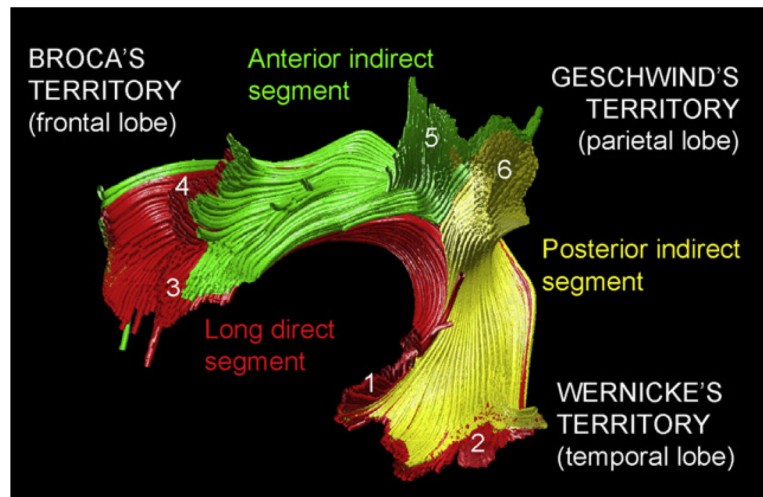 BROCA'S
TERRITORY
(frontal lobe)
Anterior indirect
segment
GESCHWIND'S
TERRITORY
(parietal lobe)
5
6
4
3
Posterior indirect
segment
Long direct
segment
1
2
WERNICKE'S
TERRITORY
(temporal lobe)